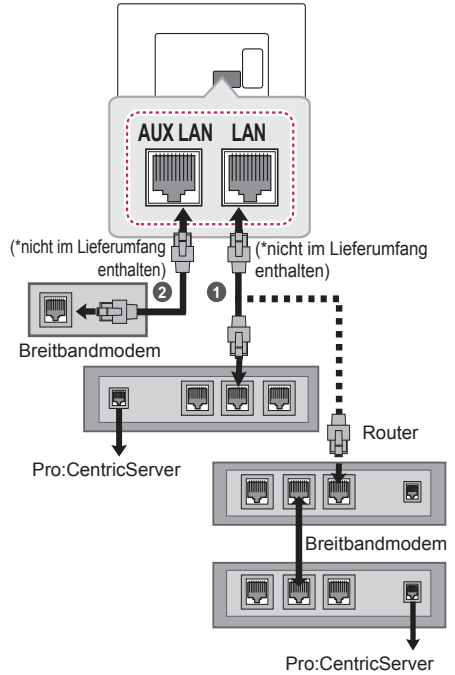 AUX LAN LAN
(*nicht im Lieferumfang
enthalten)
(*nicht im Lieferumfang
enthalten)
2
1
Breitbandmodem
Router
Pro:CentricServer
Breitbandmodem
Pro:CentricServer